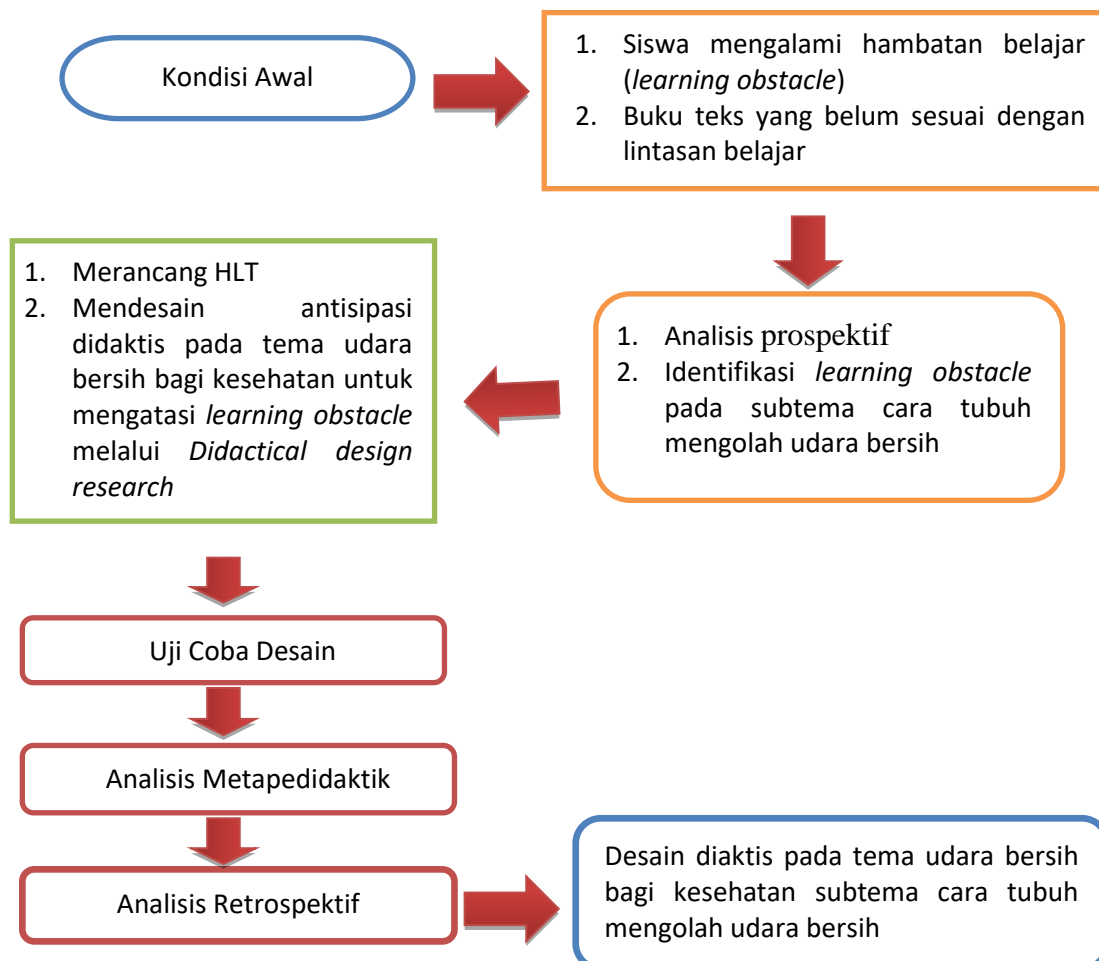 Kondisi Awal
1. Siswa mengalami hambatan belajar
(learning obstacle)
2. Buku teks yang belum sesuai dengan
lintasan belajar
1. Merancang HLT
2. Mendesain antisipasi
didaktis pada tema udara
bersih bagi kesehatan untuk
mengatasi learning obstacle
melalui Didactical design
research
1. Analisis prospektif
2. Identifikasi learning obstacle
pada subtema cara tubuh
mengolah udara bersih
Uji Coba Desain
Analisis Metapedidaktik
Analisis Retrospektif
Desain diaktis pada tema udara bersih
bagi kesehatan subtema cara tubuh
mengolah udara bersih